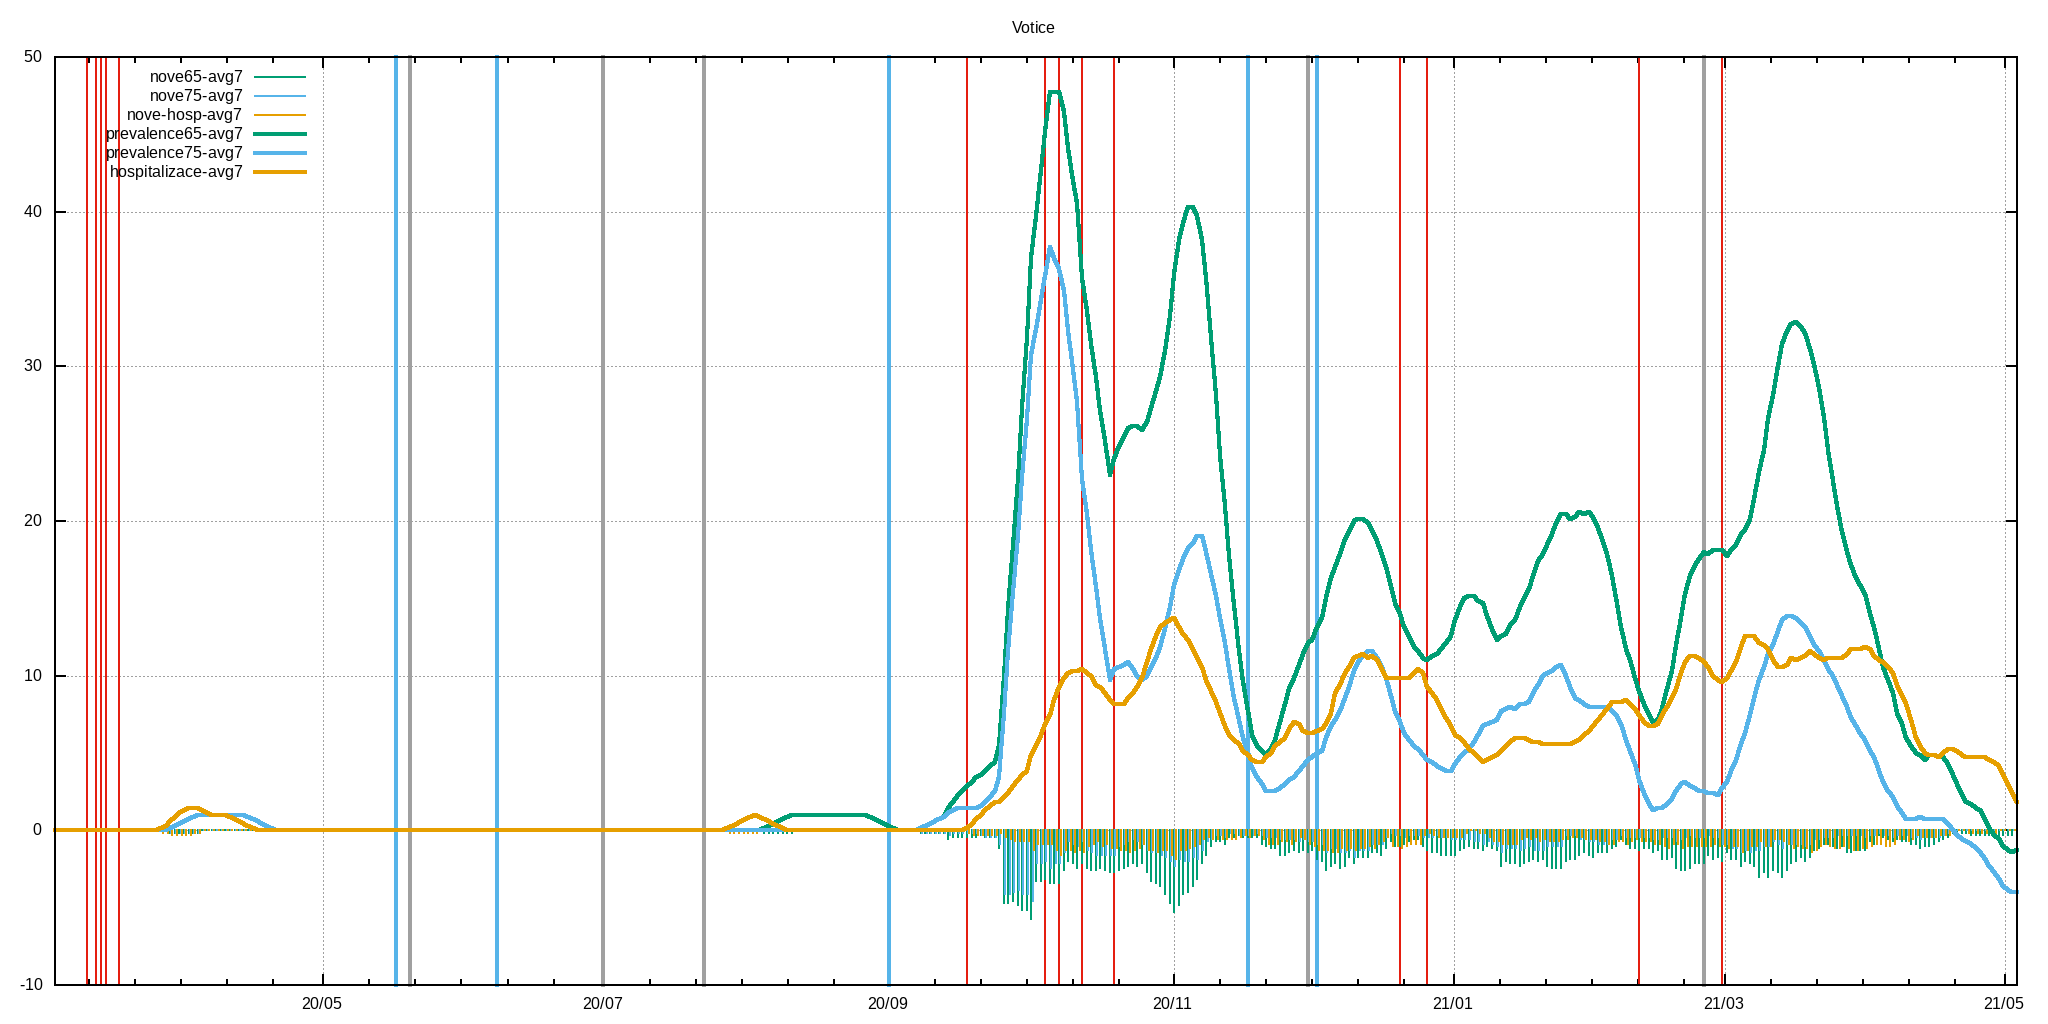 Votice
50
nove65-avg7
nove75-avg7
nove-hosp-avg7
prevalence65-avg7
prevalence75-avg7
hospitalizace-avg7
40
30
20
10
0
-10
20/05
20/07
20/09
20/11
21/01
21/03
21/05